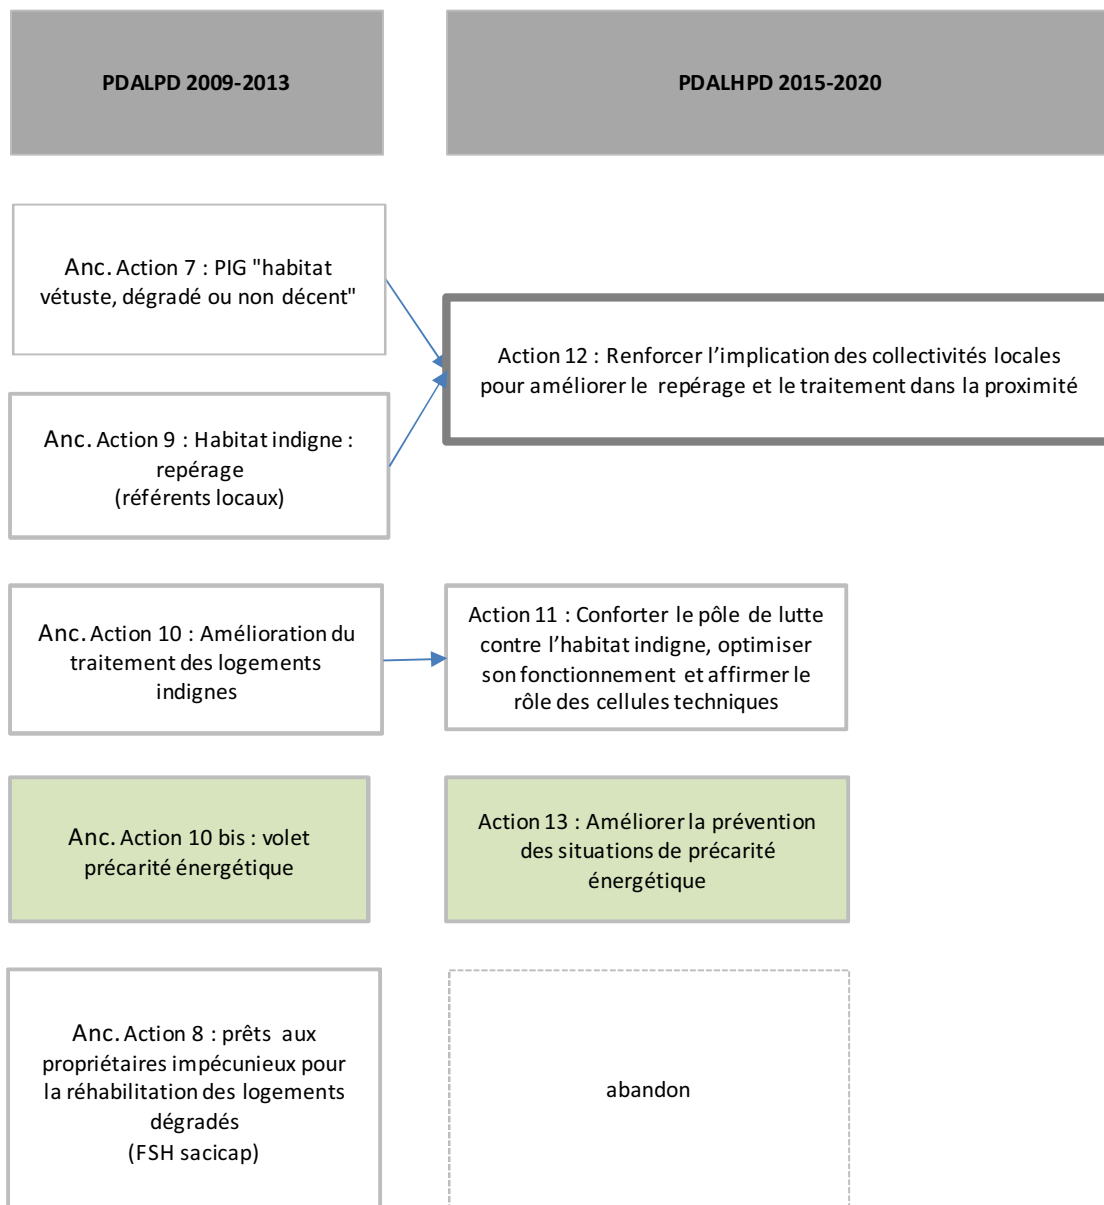 PDALPD 2009-2013
PDALHPD 2015-2020
Anc. Action 7 : PIG "habitat
vétuste, dégradé ou non décent"
Action 12 : Renforcer l’implication des collectivités locales
pour améliorer le repérage et le traitement dans la proximité
Anc. Action 9 : Habitat indigne :
repérage
(référents locaux)
Anc. Action 10 : Amélioration du
traitement des logements
indignes
Action 11 : Conforter le pôle de lutte
contre l’habitat indigne, optimiser
son fonctionnement et affirmer le
rôle des cellules techniques
Anc. Action 10 bis : volet
précarité énergétique
Action 13 : Améliorer la prévention
des situations de précarité
énergétique
Anc. Action 8 : prêts aux
propriétaires impécunieux pour
la réhabilitation des logements
dégradés
(FSH sacicap)
abandon